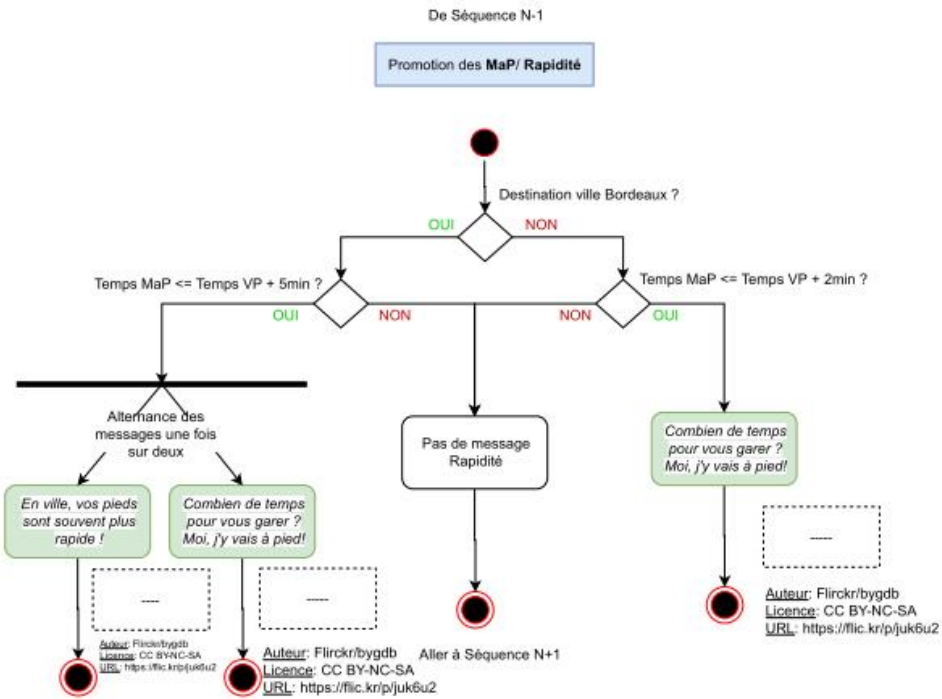 De Séquence N-1
Promotion des MaP/ Rapidité
Destination ville Bordeaux ?
OUI
NON
Temps MaP <= Temps VP + 5min ?
Temps MaP <= Temps VP + 2min ?
OUI
NON
NON
OUI
Alternance des
messages une fois
sur deux
Pas de message
Rapidité
Combien de temps
pour vous garer ?
Moi, j'y vais à pied!
En ville, vos pieds
sont souvent plus
rapide !
Combien de temps
pour vous garer ?
Moi, j'y vais à pied!
-----
----
-----
Auteur: Flirckr/bygdb
Licence: CC BY-NC-SA
URL: https://flic.kr/p/juk6u2
Auteur: Flirckr/bygdb
Licence: CC BY-NC-SA
URL: https://flic.kr/p/juk6u2
Auteur: Flirckr/bygdb
Licence: CC BY-NC-SA
URL: https://flic.kr/p/juk6u2
Aller à Séquence N+1